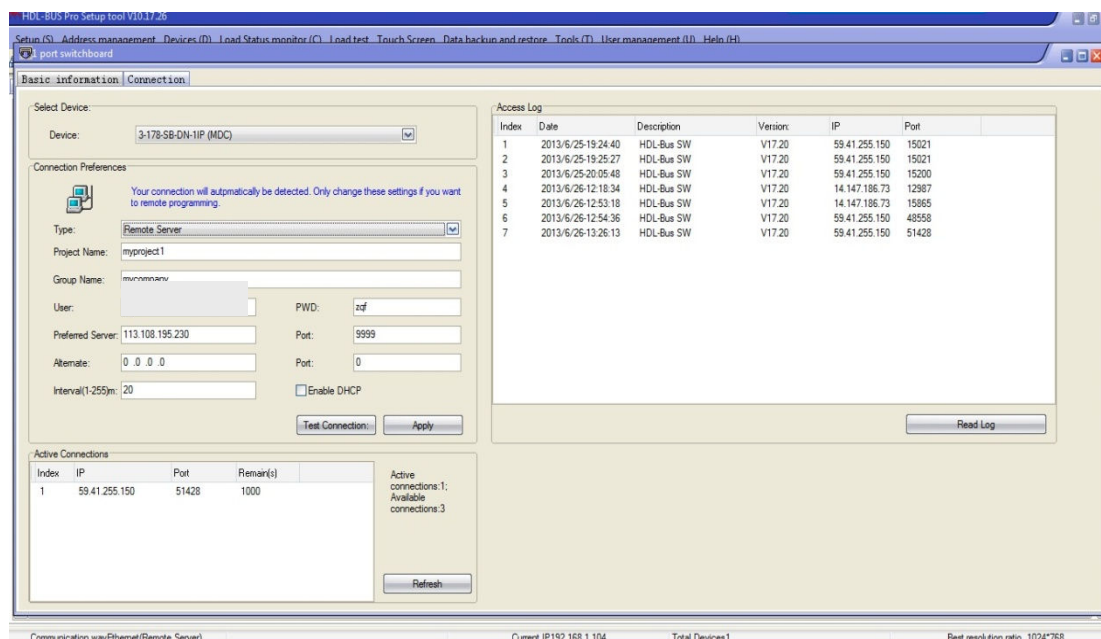 HDL-BUS Pro Setup tool V10.17.26
Setup (S) Address management Devices (D) Load Status monitor (C) Load test Touch Screen Data backup and restore Tools (T) User management (U) Help (H)
1 port switchboard
Basic information Connection
Select Device:
Device: 3-178-SB-DN-1IP (MDC)
Connection Preferences
Your connection will autpmatically be detected. Only change these settings if you want
to remote programming.
Type: Remote Server
Project Name: myproject1
Group Name: mycompany
User: PWD: zqf
Preferred Server: 113.108.195.230 Port: 9999
Alternate: 0 .0 .0 .0 Port: 0
Interval(1-255)m: 20 Enable DHCP
Test Connection: Apply
Active Connections
Index IP Port Remain(s)
1 59.41.255.150 51428 1000
Active
connections:1;
Available
connections:3
Refresh
Access Log
Index Date Description Version: IP Port
1 2013/6/25-19:24:40 HDL-Bus SW V17.20 59.41.255.150 15021
2 2013/6/25-19:25:27 HDL-Bus SW V17.20 59.41.255.150 15021
3 2013/6/25-20:05:48 HDL-Bus SW V17.20 59.41.255.150 15200
4 2013/6/26-12:18:34 HDL-Bus SW V17.20 14.147.186.73 12987
5 2013/6/26-12:53:18 HDL-Bus SW V17.20 14.147.186.73 15865
6 2013/6/26-12:54:36 HDL-Bus SW V17.20 59.41.255.150 48558
7 2013/6/26-13:26:13 HDL-Bus SW V17.20 59.41.255.150 51428
Read Log
Communication way:Ethernet(Remote Server) Current IP192.168.1.104 Total Devices1 Best resolution ratio 1024*768